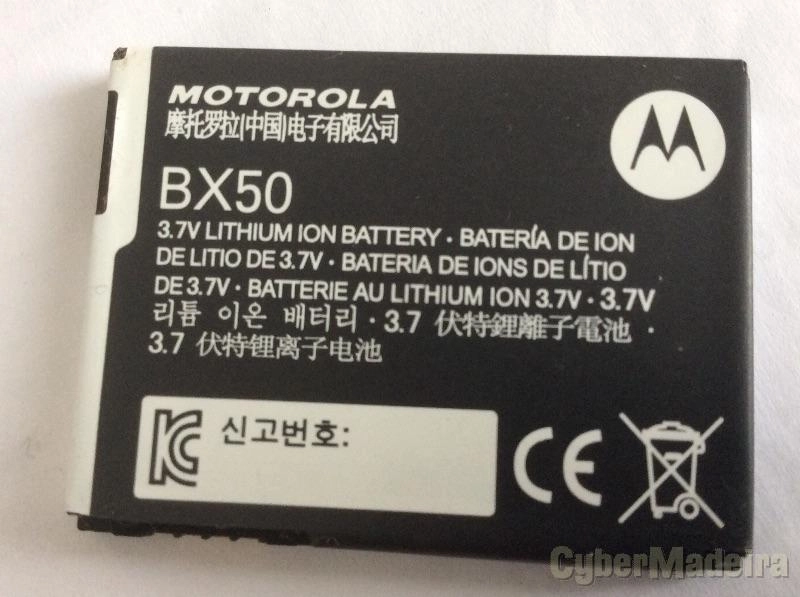 MOTOROLA
摩托罗拉(中国)电子有限公司
BX50
3.7V LITHIUM ION BATTERY · BATERÍA DE ION
DE LITIO DE 3.7V · BATERIA DE IONS DE LÍTIO
DE 3.7V · BATTERIE AU LITHIUM ION 3.7V · 3.7V
리튬 이온 배터리 · 3.7 伏特鋰離子電池 ·
3.7 伏特锂离子电池
신고번호:
CE
CyberMadeira